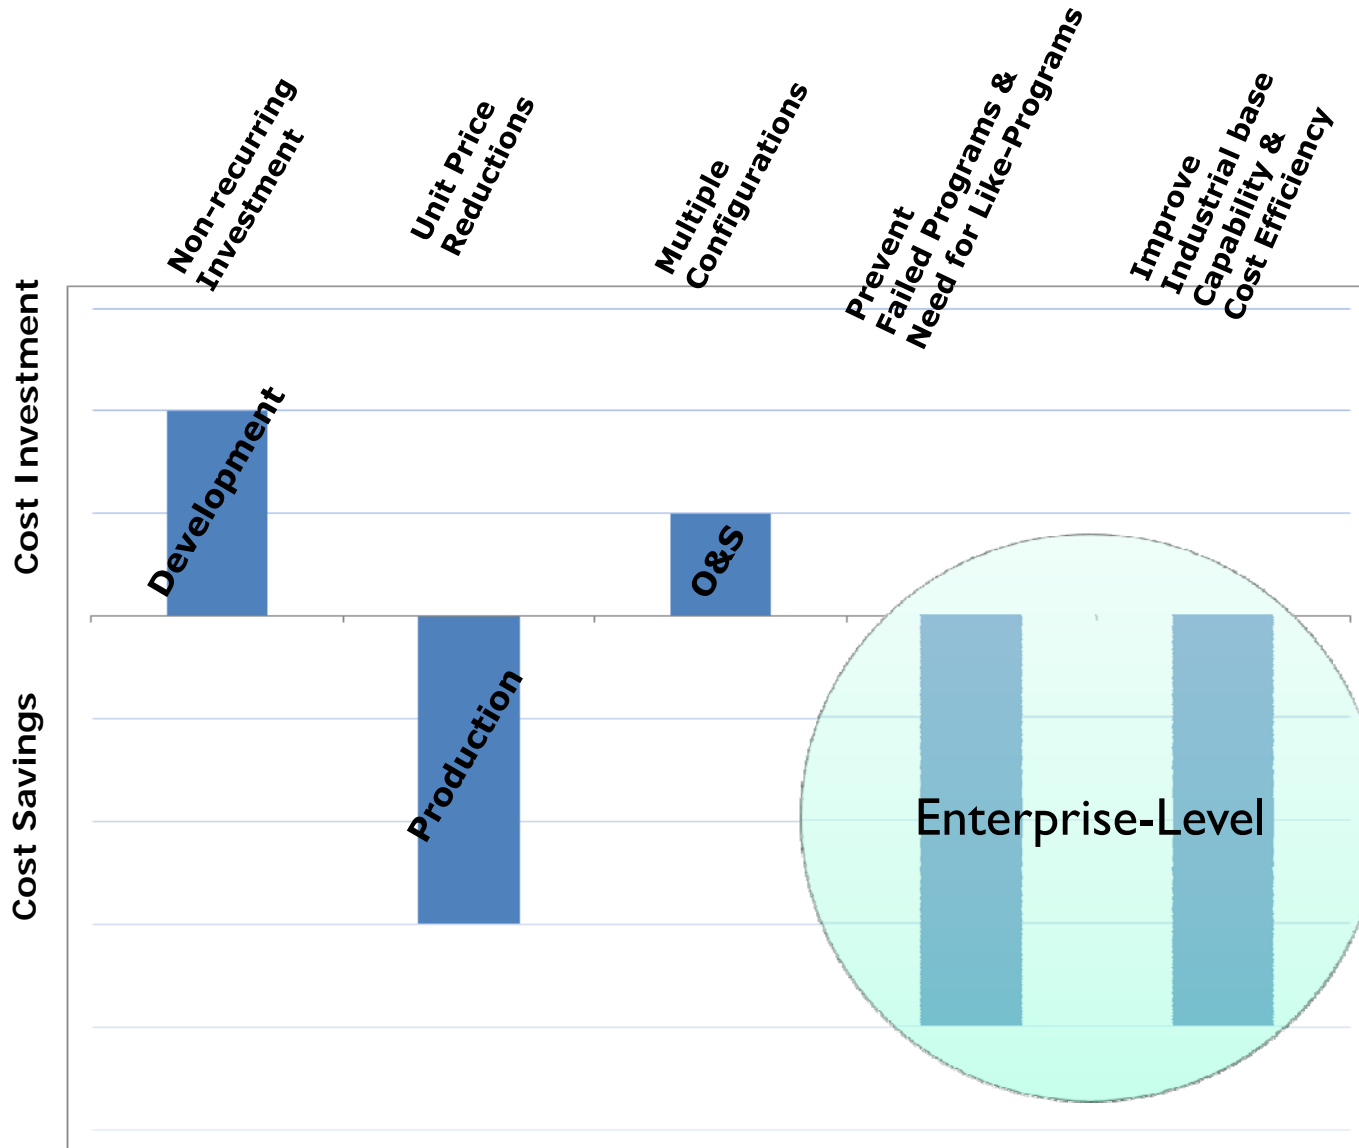 Non-recurring
Investment
Unit Price
Reductions
Multiple
Configurations
Prevent
Failed Programs &
Need for Like-Programs
Improve
Industrial base
Capability &
Cost Efficiency
Cost Investment
Development
O&S
Cost Savings
Production
Enterprise-Level